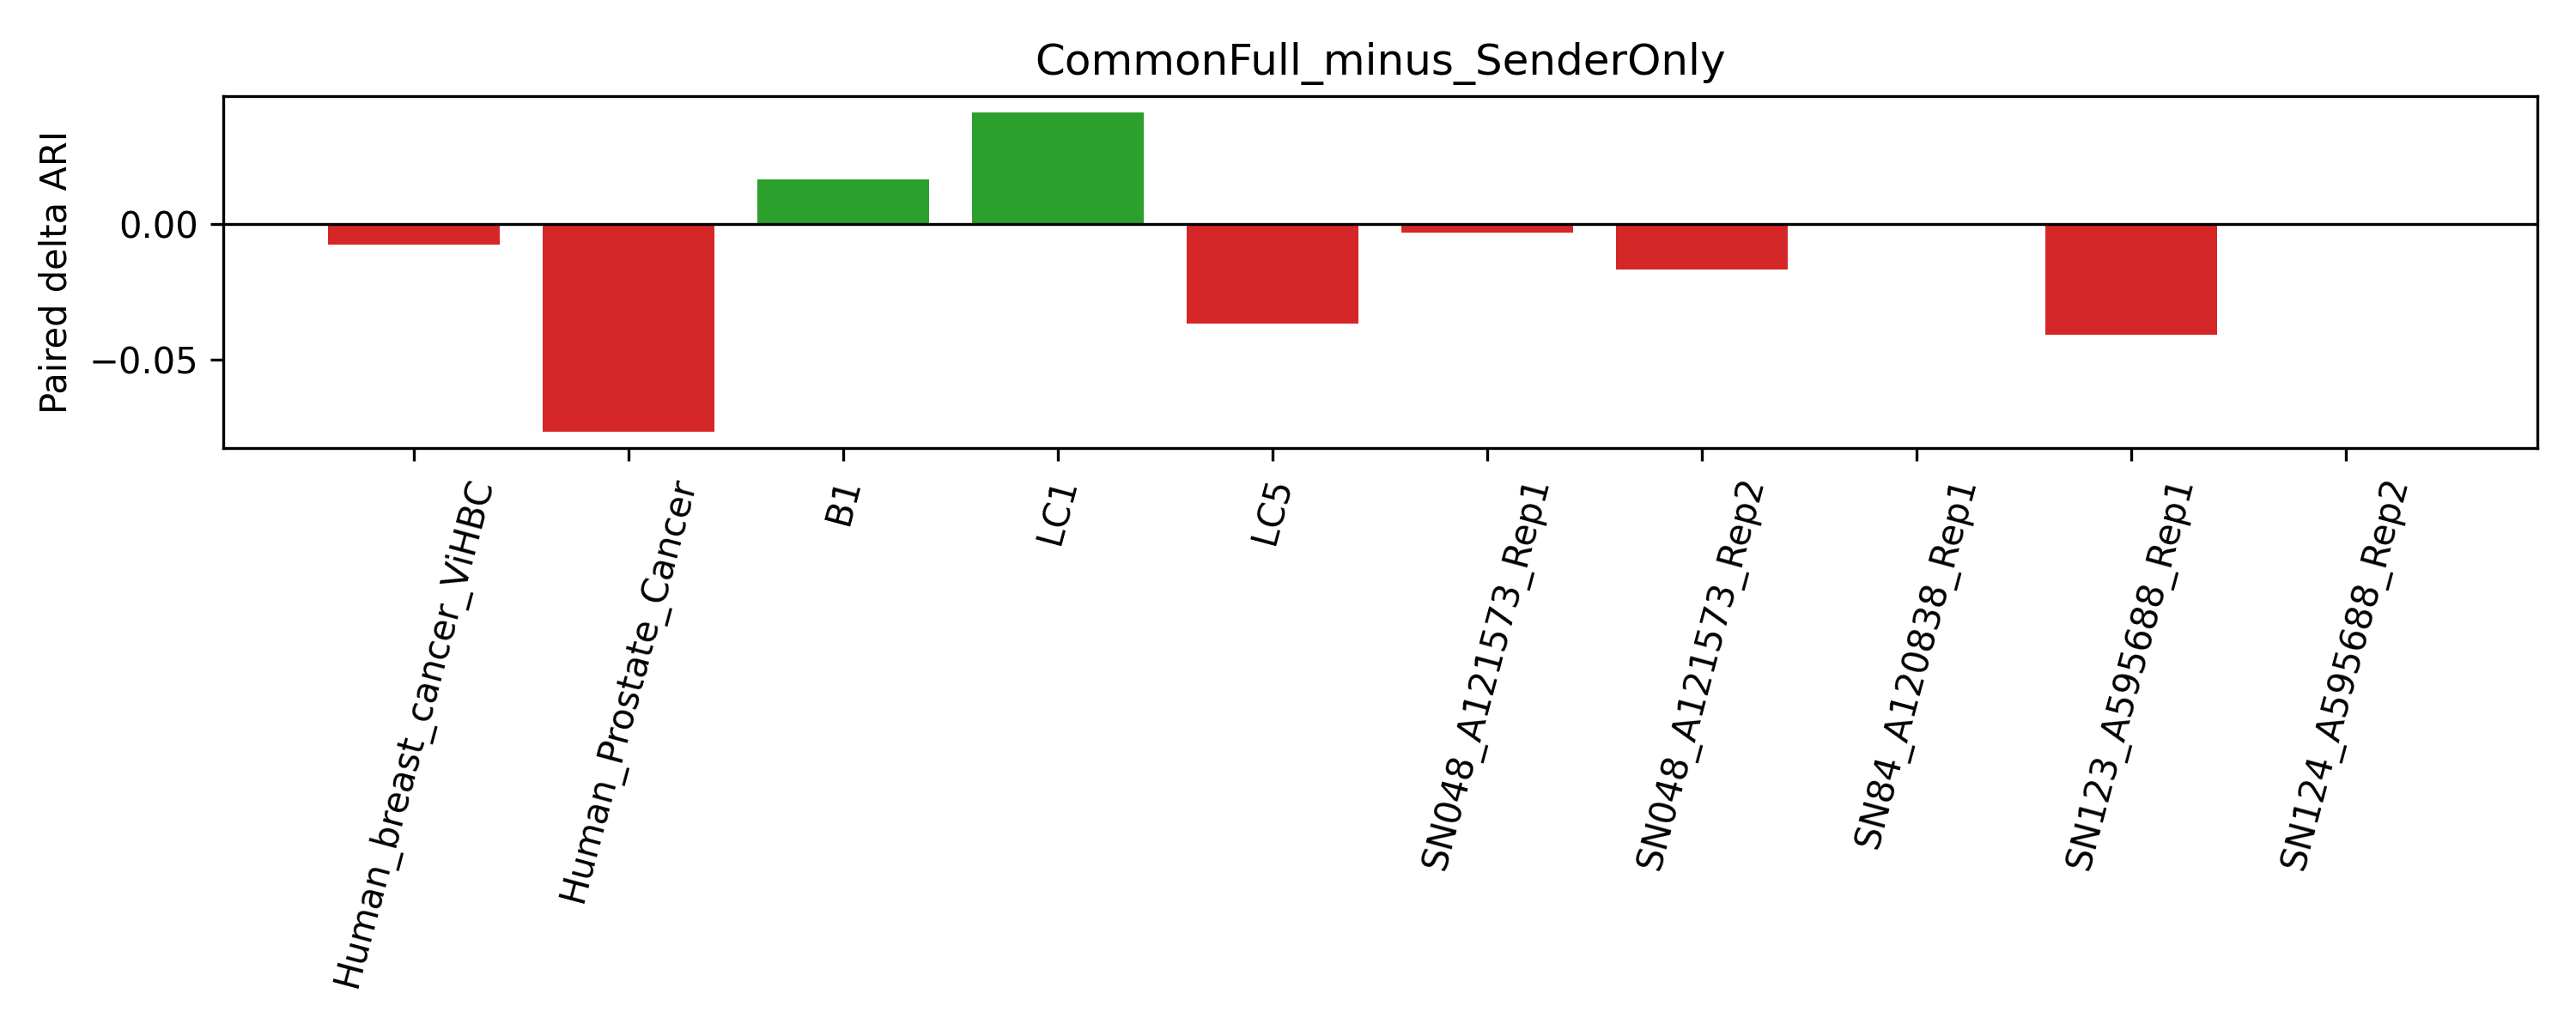 CommonFull_minus_SenderOnly
Paired delta ARI
0.00
−0.05
Human_breast_cancer_ViHBC
Human_Prostate_Cancer
B1
LC1
LC5
SN048_A121573_Rep1
SN048_A121573_Rep2
SN84_A120838_Rep1
SN123_A595688_Rep1
SN124_A595688_Rep2